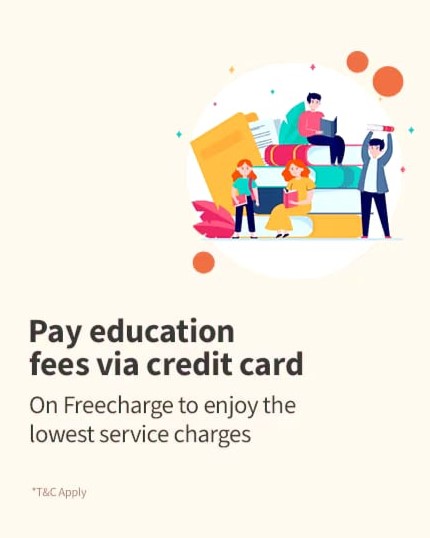 Pay education
fees via credit card
On Freecharge to enjoy the
lowest service charges
*T&C Apply